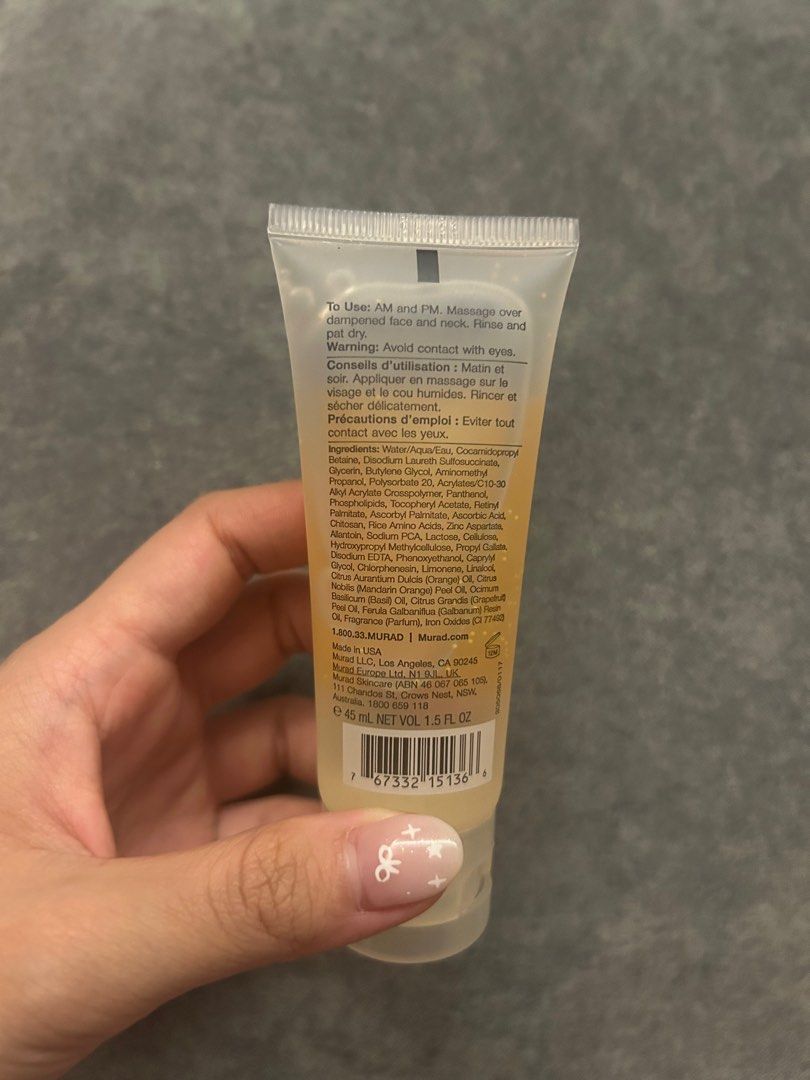 To Use: AM and PM. Massage over
dampened face and neck. Rinse and
pat dry.
Warning: Avoid contact with eyes.
Conseils d'utilisation : Matin et
soir. Appliquer en massage sur le
visage et le cou humides. Rincer et
sécher délicatement.
Précautions d'emploi : Eviter tout
contact avec les yeux.
Ingredients: Water/Aqua/Eau, Cocamidopropyl
Betaine, Disodium Laureth Sulfosuccinate,
Glycerin, Butylene Glycol, Aminomethyl
Propanol, Polysorbate 20, Acrylates/C10-30
Alkyl Acrylate Crosspolymer, Panthenol,
Phospholipids, Tocopheryl Acetate, Retinyl
Palmitate, Ascorbyl Palmitate, Ascorbic Acid,
Chitosan, Rice Amino Acids, Zinc Aspartate,
Allantoin, Sodium PCA, Lactose, Cellulose,
Hydroxypropyl Methylcellulose, Propyl Gallate,
Disodium EDTA, Phenoxyethanol, Caprylyl
Glycol, Chlorphenesin, Limonene, Linalool,
Citrus Aurantium Dulcis (Orange) Oil, Citrus
Nobilis (Mandarin Orange) Peel Oil, Ocimum
Basilicum (Basil) Oil, Citrus Grandis (Grapefruit)
Peel Oil, Ferula Galbaniflua (Galbanum) Resin
Oil, Fragrance (Parfum), Iron Oxides (CI 77492)
1.800.33.MURAD | Murad.com
12M
Made in USA
Murad LLC, Los Angeles, CA 90245
Murad Europe Ltd, N1 9JL, UK
Murad Skincare (ABN 46 067 065 105),
111 Chandos St, Crows Nest, NSW,
Australia. 1800 659 118
℮ 45 mL NET VOL 1.5 FL OZ
7 67332 15136 6